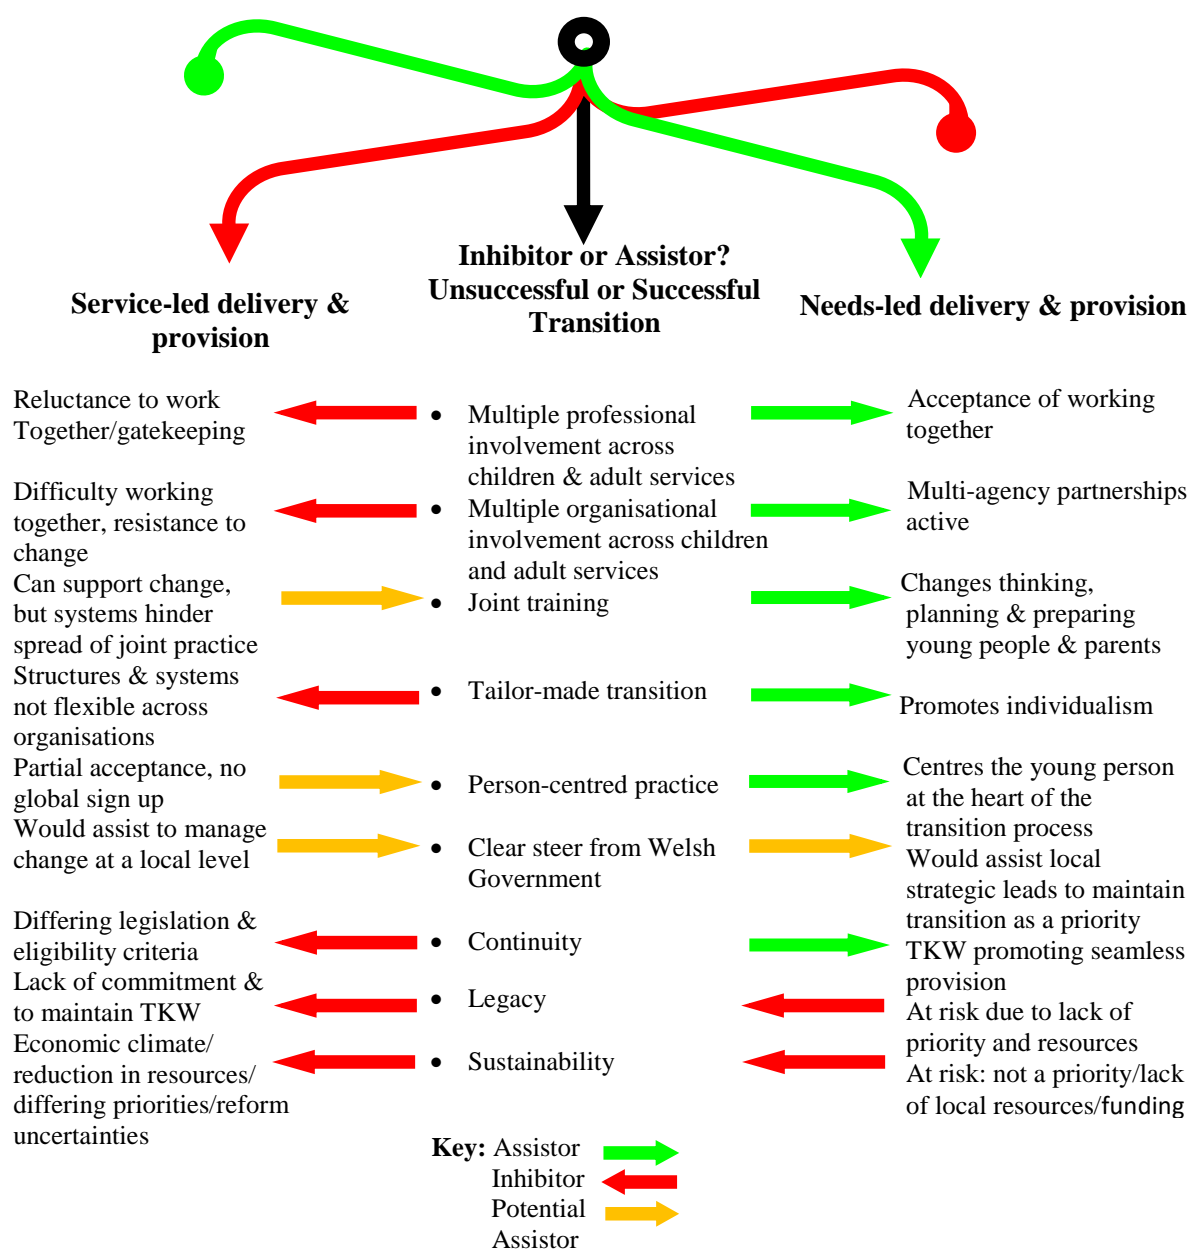 Inhibitor or Assistor?
Unsuccessful or Successful
Transition
Service-led delivery &
provision
Needs-led delivery & provision
Reluctance to work
Together/gatekeeping
• Multiple professional
involvement across
children & adult services
Acceptance of working
together
Difficulty working
together, resistance to
change
• Multiple organisational
involvement across children
and adult services
Multi-agency partnerships
active
Can support change,
but systems hinder
spread of joint practice
• Joint training
Changes thinking,
planning & preparing
young people & parents
Structures & systems
not flexible across
organisations
• Tailor-made transition
Promotes individualism
Partial acceptance, no
global sign up
• Person-centred practice
Centres the young person
at the heart of the
transition process
Would assist to manage
change at a local level
• Clear steer from Welsh
Government
Would assist local
strategic leads to maintain
transition as a priority
Differing legislation &
eligibility criteria
• Continuity
TKW promoting seamless
provision
Lack of commitment &
to maintain TKW
• Legacy
At risk due to lack of
priority and resources
Economic climate/
reduction in resources/
differing priorities/reform
uncertainties
• Sustainability
At risk: not a priority/lack
of local resources/funding
Key: Assistor
Inhibitor
Potential
Assistor